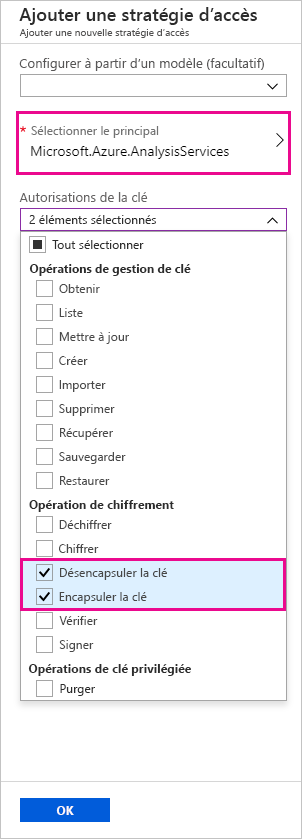 Ajouter une stratégie d'accès
Ajouter une nouvelle stratégie d'accès
Configurer à partir d'un modèle (facultatif)
* Sélectionner le principal
Microsoft.Azure.AnalysisServices
Autorisations de la clé
2 éléments sélectionnés
Tout sélectionner
Opérations de gestion de clé
Obtenir
Liste
Mettre à jour
Créer
Importer
Supprimer
Récupérer
Sauvegarder
Restaurer
Opération de chiffrement
Déchiffrer
Chiffrer
Désencapsuler la clé
Encapsuler la clé
Vérifier
Signer
Opérations de clé privilégiée
Purger
OK